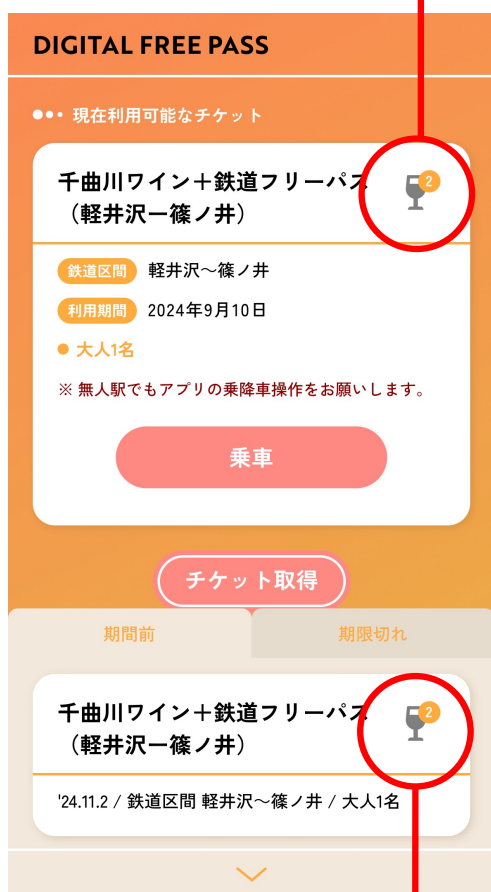 DIGITAL FREE PASS
現在利用可能なチケット
千曲川ワイン＋鉄道フリーパス
（軽井沢ー篠ノ井）
2
鉄道区間 軽井沢〜篠ノ井
利用期間 2024年9月10日
大人1名
※ 無人駅でもアプリの乗降車操作をお願いします。
乗車
チケット取得
期間前 期限切れ
千曲川ワイン＋鉄道フリーパス
（軽井沢ー篠ノ井）
2
'24.11.2 / 鉄道区間 軽井沢〜篠ノ井 / 大人1名